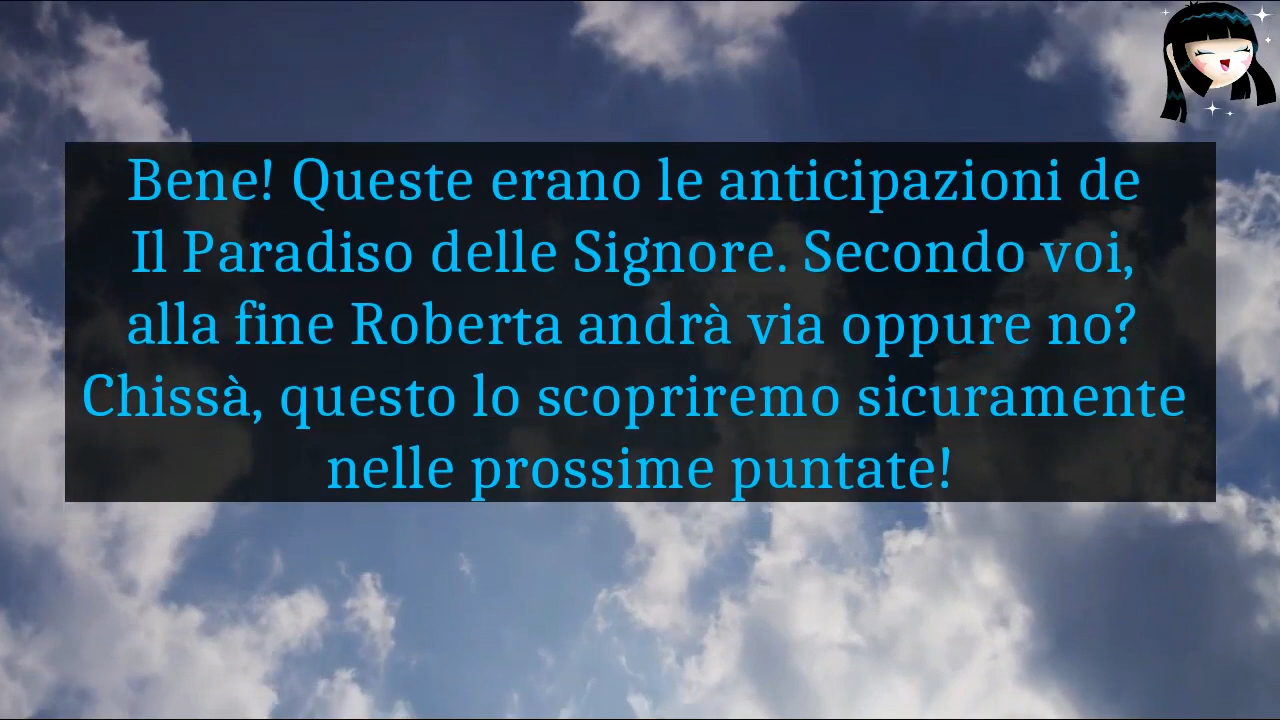 Bene! Queste erano le anticipazioni de
Il Paradiso delle Signore. Secondo voi,
alla fine Roberta andrà via oppure no?
Chissà, questo lo scopriremo sicuramente
nelle prossime puntate!